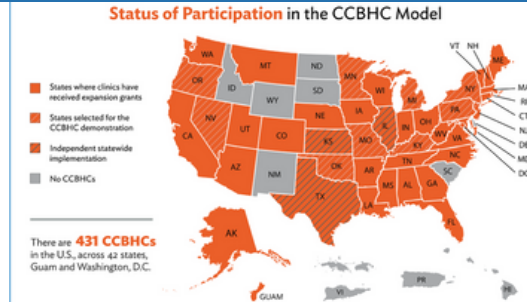 Status of Participation in the CCBHC Model
States where clinics have
received expansion grants
States selected for the
CCBHC demonstration
Independent statewide
implementation
No CCBHCs
There are 431 CCBHCs
in the U.S., across 42 states,
Guam and Washington, D.C.
VT NH
WA
MT
ND
MN
ME
OR
ID
SD
WI
MI
NY
MA
WY
RI
NV
NE
IA
PA
CT
IL
IN
OH
NJ
CA
UT
CO
KS
MO
WV
VA
DE
KY
MD
AZ
NM
OK
AR
TN
NC
DC
SC
TX
MS
AL
GA
LA
FL
AK
GUAM
VI
PR
HI